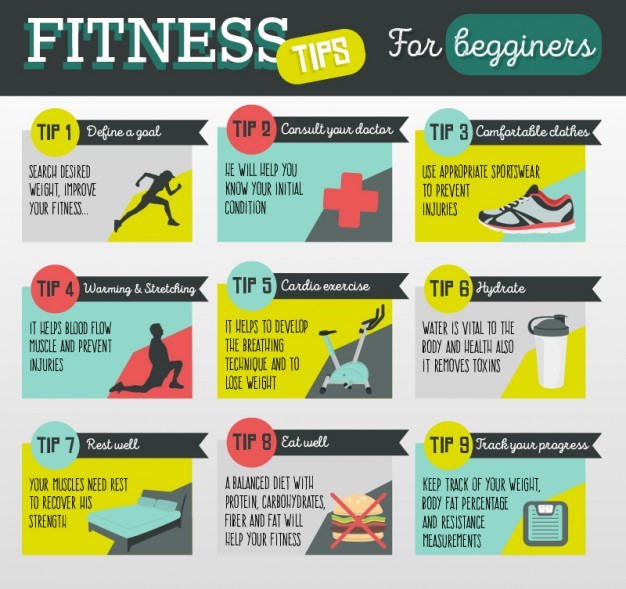 FITNESS TIPS For begginers
TIP 1 Define a goal
SEARCH DESIRED
WEIGHT, IMPROVE
YOUR FITNESS...
TIP 2 Consult your doctor
HE WILL HELP YOU
KNOW YOUR INITIAL
CONDITION
TIP 3 Comfortable clothes
USE APPROPRIATE SPORTSWEAR
TO PREVENT
INJURIES
TIP 4 Warming & Stretching
IT HELPS BLOOD FLOW
MUSCLE AND PREVENT
INJURIES
TIP 5 Cardio exercise
IT HELPS TO DEVELOP
THE BREATHING
TECHNIQUE AND TO
LOSE WEIGHT
TIP 6 Hydrate
WATER IS VITAL TO THE
BODY AND HEALTH ALSO
IT REMOVES TOXINS
TIP 7 Rest well
YOUR MUSCLES NEED REST
TO RECOVER HIS
STRENGTH
TIP 8 Eat well
A BALANCED DIET WITH
PROTEIN, CARBOHYDRATES,
FIBER AND FAT WILL
HELP YOUR FITNESS
TIP 9 Track your progress
KEEP TRACK OF YOUR WEIGHT,
BODY FAT PERCENTAGE
AND RESISTANCE
MEASUREMENTS